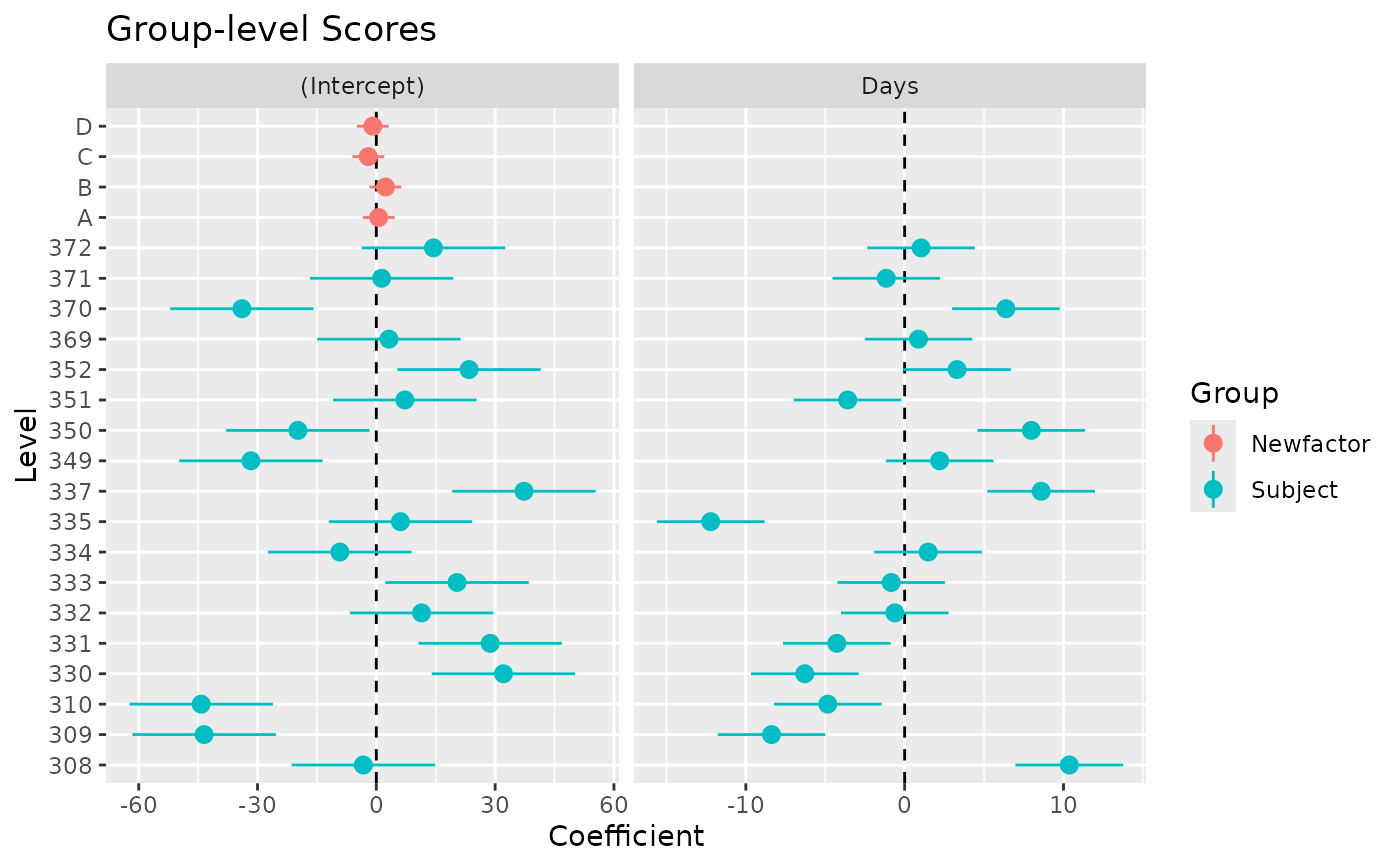 Group-level Scores
(Intercept) Days
D
C
B
A
372
371
370
369
352
351
350
349
337
335
334
333
332
331
330
310
309
308
Level
-60 -30 0 30 60 -10 0 10
Coefficient
Group
Newfactor
Subject